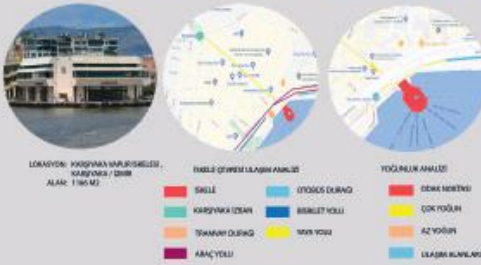 LOKASYON: KARŞIYAKA VAPUR İSKELESİ,
KARŞIYAKA / İZMİR
ALAN: 1166 M2
İSKELE ÇEVRESİ ULAŞIM ANALİZİ
İSKELE
OTOBÜS DURAĞI
KARŞIYAKA İZBAN
BİSİKLET YOLU
TRAMVAY DURAĞI
YAYA YOLU
ARAÇ YOLU
YOĞUNLUK ANALİZİ
ODAK NOKTASI
ÇOK YOĞUN
AZ YOĞUN
ULAŞIM ALANLARI